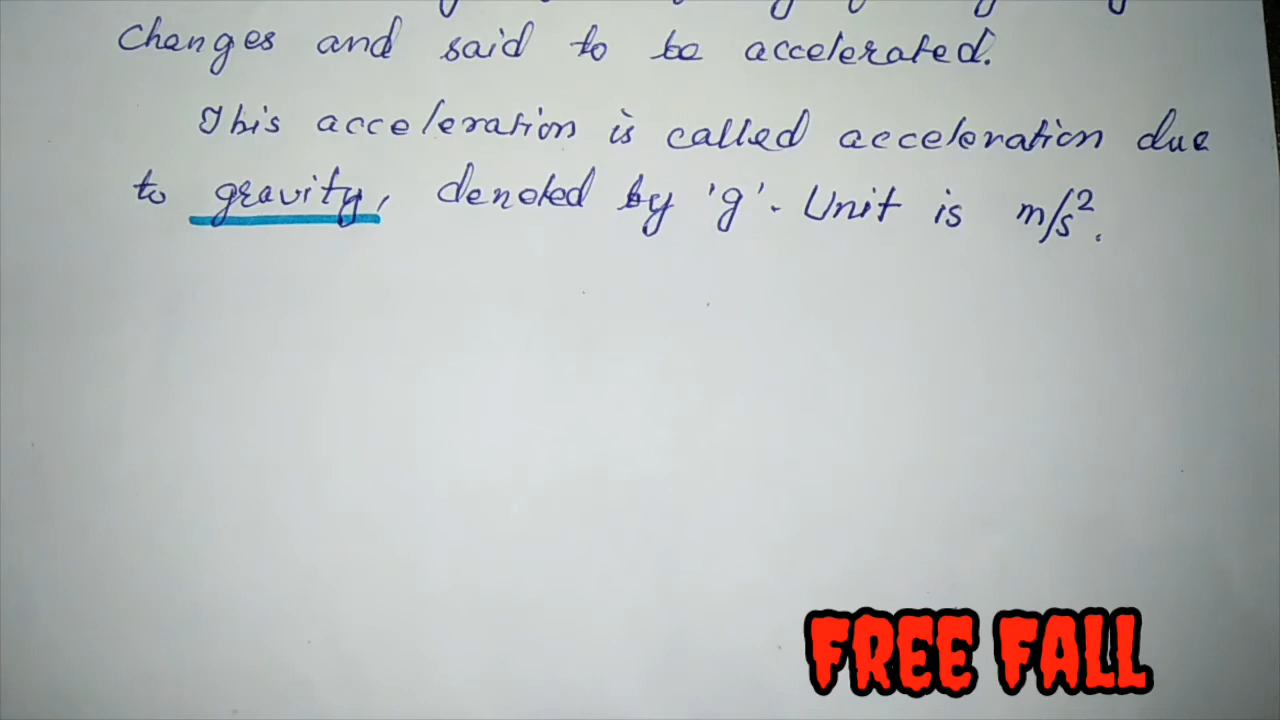 changes and said to be accelerated.
This acceleration is called acceleration due
to gravity, denoted by 'g'. Unit is m/s².
FREE FALL